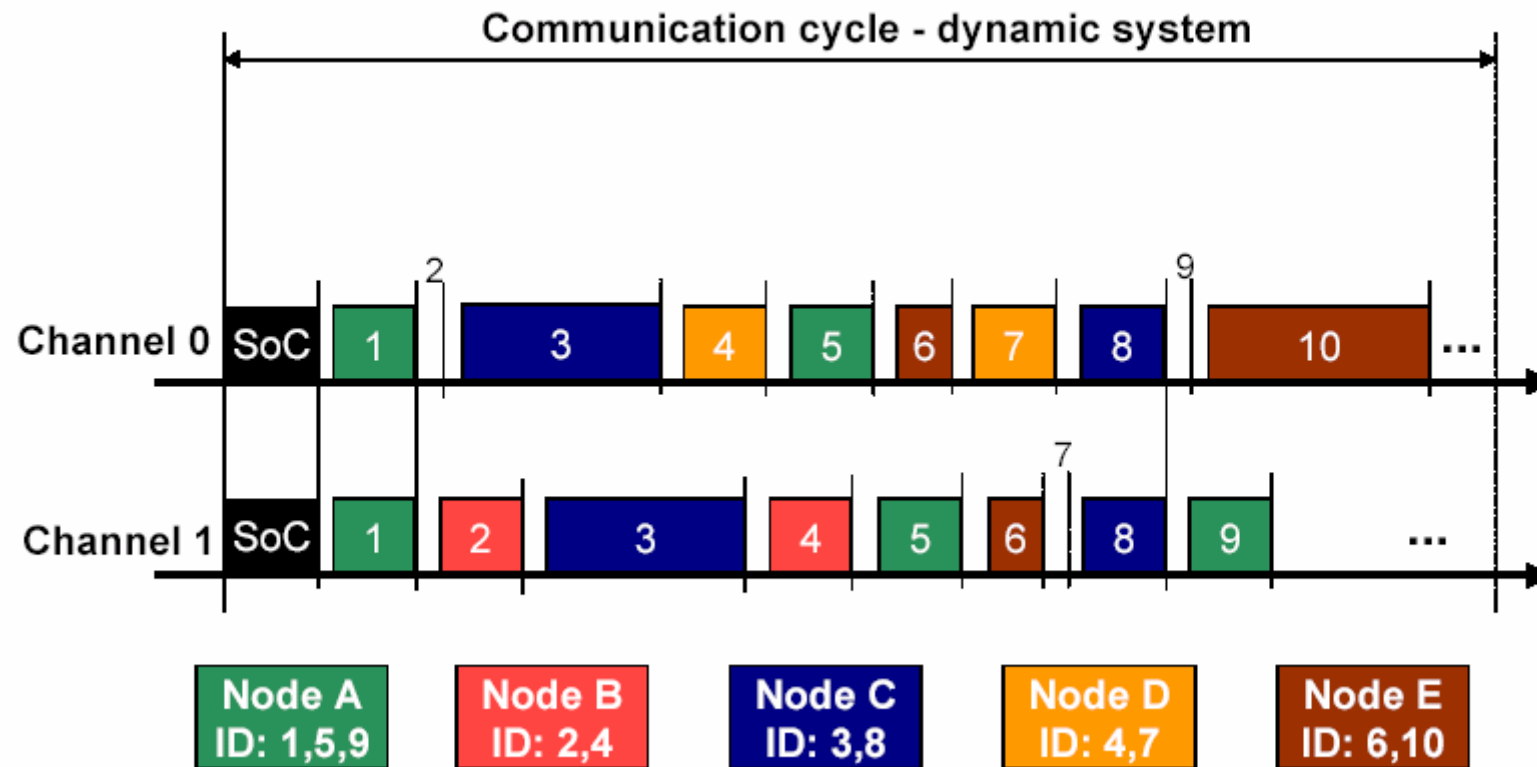 Communication cycle - dynamic system
2 9
Channel 0 SoC 1 3 4 5 6 7 8 10 ...
7
Channel 1 SoC 1 2 3 4 5 6 8 9 ...
Node A
ID: 1,5,9
Node B
ID: 2,4
Node C
ID: 3,8
Node D
ID: 4,7
Node E
ID: 6,10